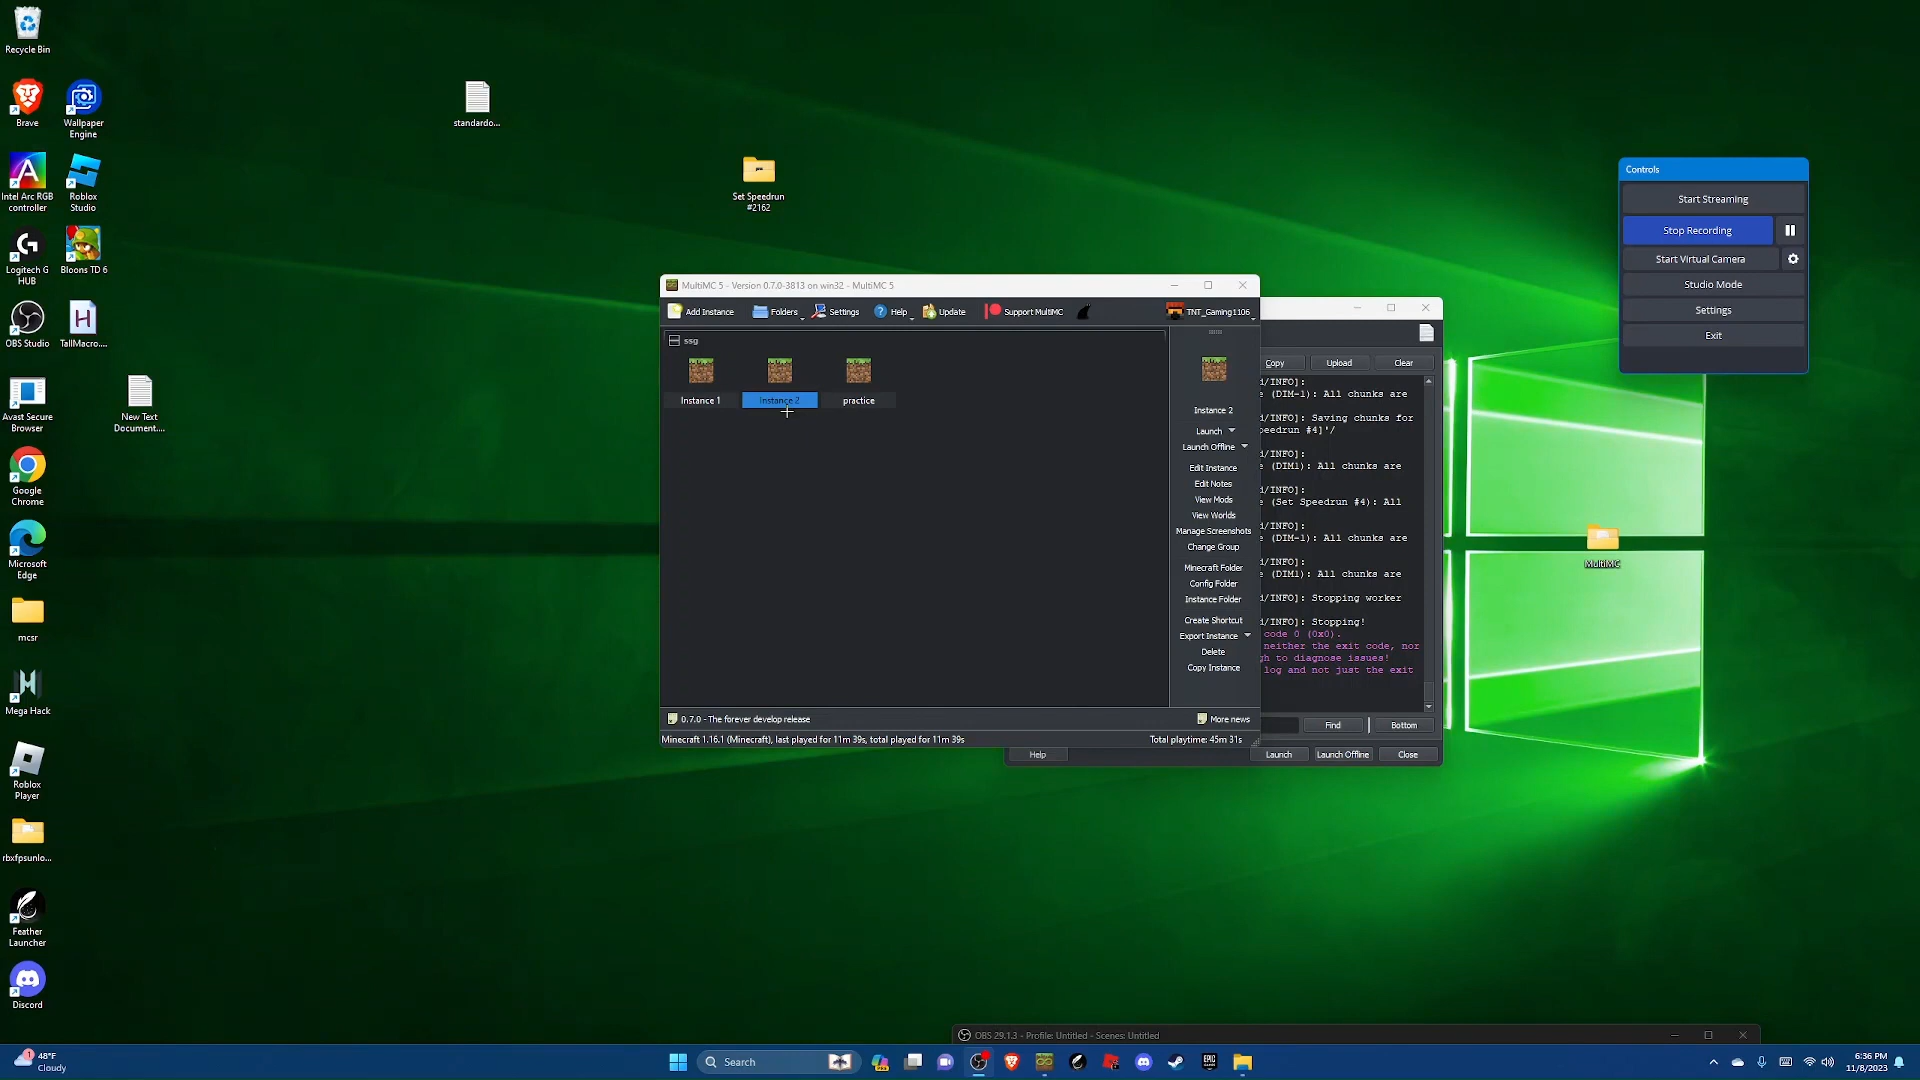 Recycle Bin
Brave
Wallpaper
Engine
Intel Arc RGB
controller
Roblox
Studio
Logitech G
HUB
Bloons TD 6
OBS Studio
TallMacro....
Avast Secure
Browser
New Text
Document....
Google
Chrome
Microsoft
Edge
mcsr
Mega Hack
Roblox
Player
rbxfpsunlo...
Feather
Launcher
Discord
standardo...
Set Speedrun
#2162
MultiMC
Controls
Start Streaming
Stop Recording
Start Virtual Camera
Studio Mode
Settings
Exit
MultiMC 5 - Version 0.7.0-3813 on win32 - MultiMC 5
Add Instance
Folders
Settings
Help
Update
Support MultiMC
TNT_Gaming1106
ssg
Instance 1
Instance 2
practice
Instance 2
Launch
Launch Offline
Edit Instance
Edit Notes
View Mods
View Worlds
Manage Screenshots
Change Group
Minecraft Folder
Config Folder
Instance Folder
Create Shortcut
Export Instance
Delete
Copy Instance
0.7.0 - The forever develop release
More news
Minecraft 1.16.1 (Minecraft), last played for 11m 39s, total played for 11m 39s
Total playtime: 45m 31s
Copy
Upload
Clear
d/INFO]:
e (DIM-1): All chunks are
d/INFO]: Saving chunks for
peedrun #4]'/
d/INFO]:
e (DIM1): All chunks are
d/INFO]:
e (Set Speedrun #4): All
d/INFO]:
e (DIM-1): All chunks are
d/INFO]:
e (DIM1): All chunks are
d/INFO]: Stopping worker
d/INFO]: Stopping!
code 0 (0x0).
neither the exit code, nor
gh to diagnose issues!
log and not just the exit
Find
Bottom
Help
Launch
Launch Offline
Close
OBS 29.1.3 - Profile: Untitled - Scenes: Untitled
1
48°F
Cloudy
Search
6:36 PM
11/8/2023